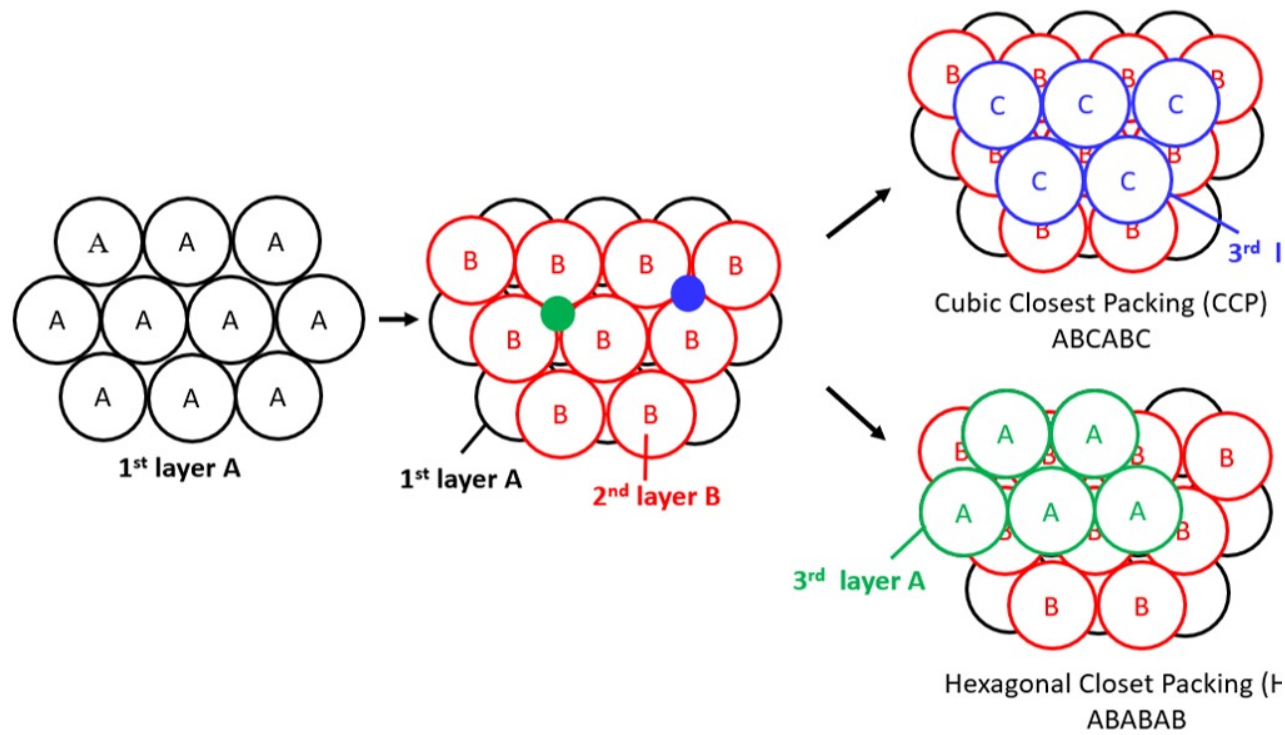 A A A
A A A A
A A A
1st layer A
B B B B
B B B
B B
1st layer A
2nd layer B
B B B B
C C C
B B B
C C
B B
3rd l
Cubic Closest Packing (CCP)
ABCABC
A A
B B B B
A A A
B B B
3rd layer A
B B
Hexagonal Closet Packing (H
ABABAB